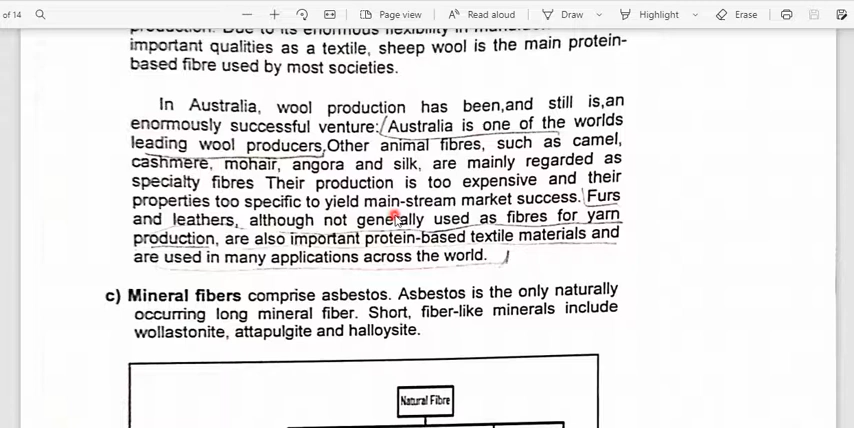 of 14
Page view
Read aloud
Draw
Highlight
Erase
important qualities as a textile, sheep wool is the main protein-
based fibre used by most societies.
In Australia, wool production has been,and still is,an
enormously successful venture: Australia is one of the worlds
leading wool producers,Other animal fibres, such as camel,
cashmere, mohair, angora and silk, are mainly regarded as
specialty fibres Their production is too expensive and their
properties too specific to yield main-stream market success. Furs
and leathers, although not generally used as fibres for yarn
production, are also important protein-based textile materials and
are used in many applications across the world.
c) Mineral fibers comprise asbestos. Asbestos is the only naturally
occurring long mineral fiber. Short, fiber-like minerals include
wollastonite, attapulgite and halloysite.
Natural Fibre